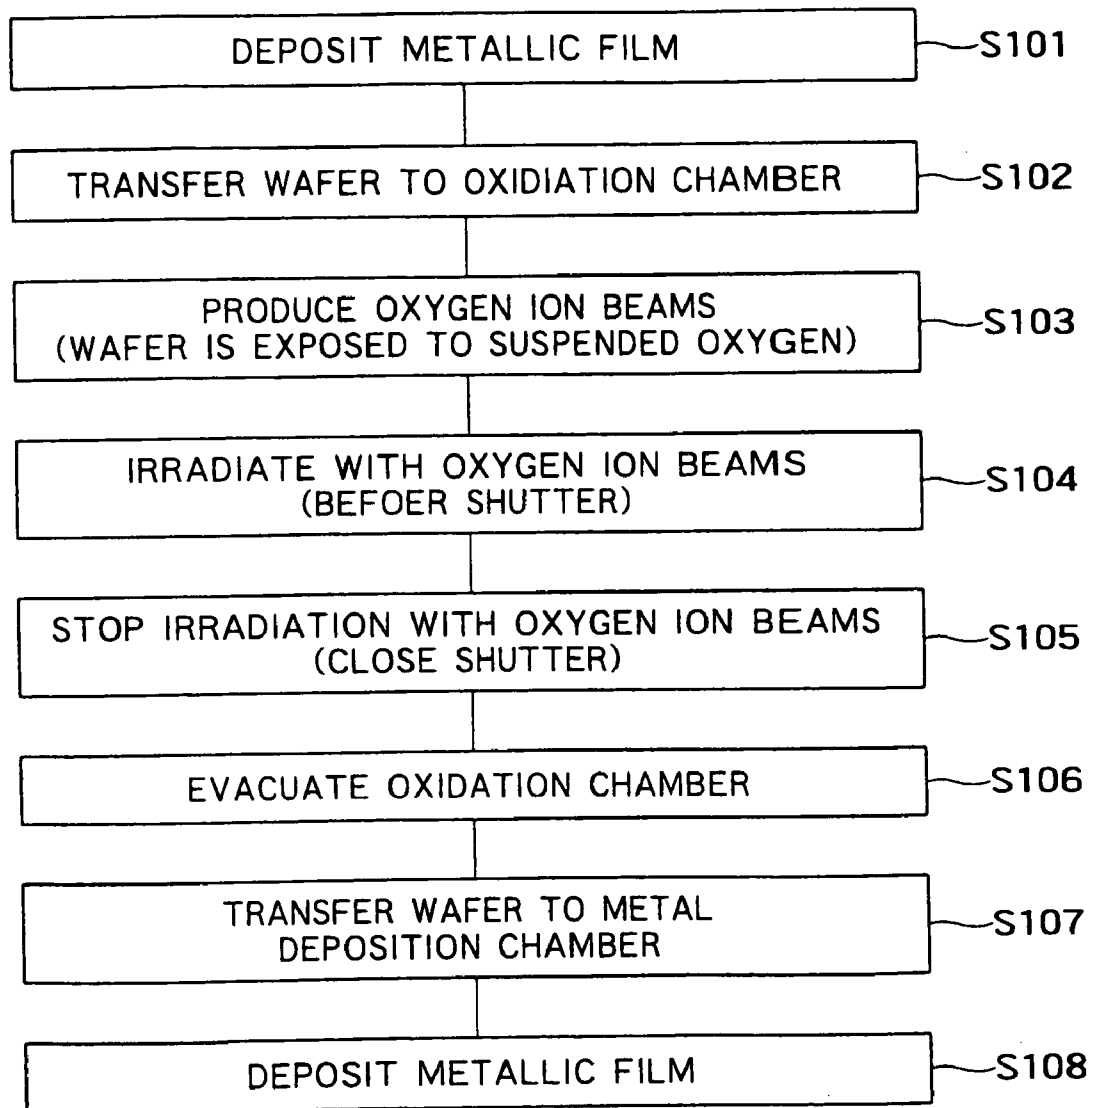 DEPOSIT METALLIC FILM
S101
TRANSFER WAFER TO OXIDIATION CHAMBER
S102
PRODUCE OXYGEN ION BEAMS
(WAFER IS EXPOSED TO SUSPENDED OXYGEN)
S103
IRRADIATE WITH OXYGEN ION BEAMS
(BEFOER SHUTTER)
S104
STOP IRRADIATION WITH OXYGEN ION BEAMS
(CLOSE SHUTTER)
S105
EVACUATE OXIDATION CHAMBER
S106
TRANSFER WAFER TO METAL
DEPOSITION CHAMBER
S107
DEPOSIT METALLIC FILM
S108